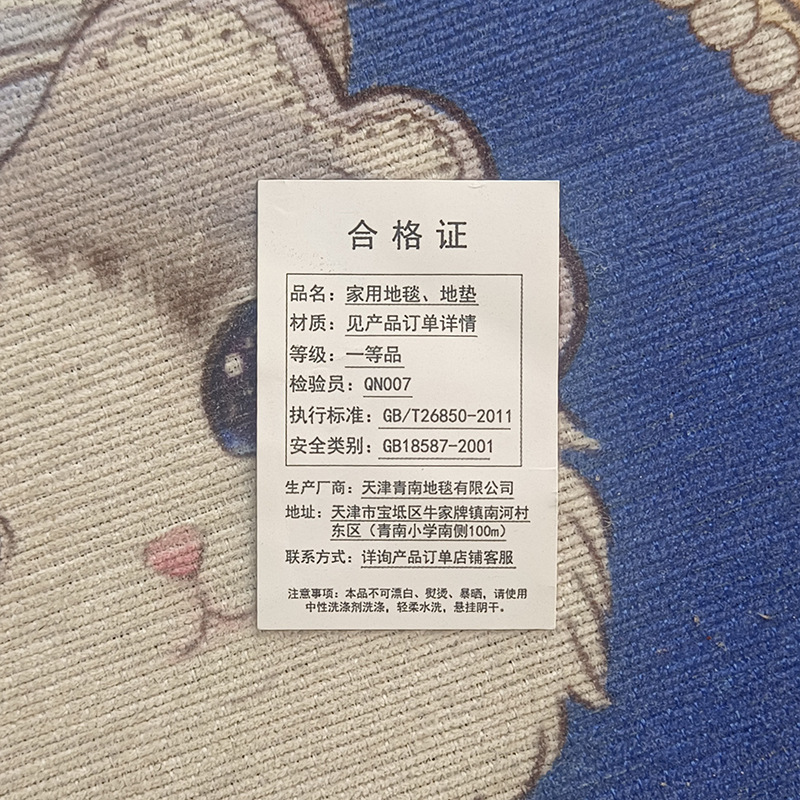 合格证
品名：家用地毯、地垫
材质：见产品订单详情
等级：一等品
检验员：QN007
执行标准：GB/T26850-2011
安全类别：GB18587-2001
生产厂商：天津青南地毯有限公司
地址：天津市宝坻区牛家牌镇南河村
东区（青南小学南侧100m）
联系方式：详询产品订单店铺客服
注意事项：本品不可漂白、熨烫、暴晒，请使用
中性洗涤剂洗涤，轻柔水洗，悬挂阴干。